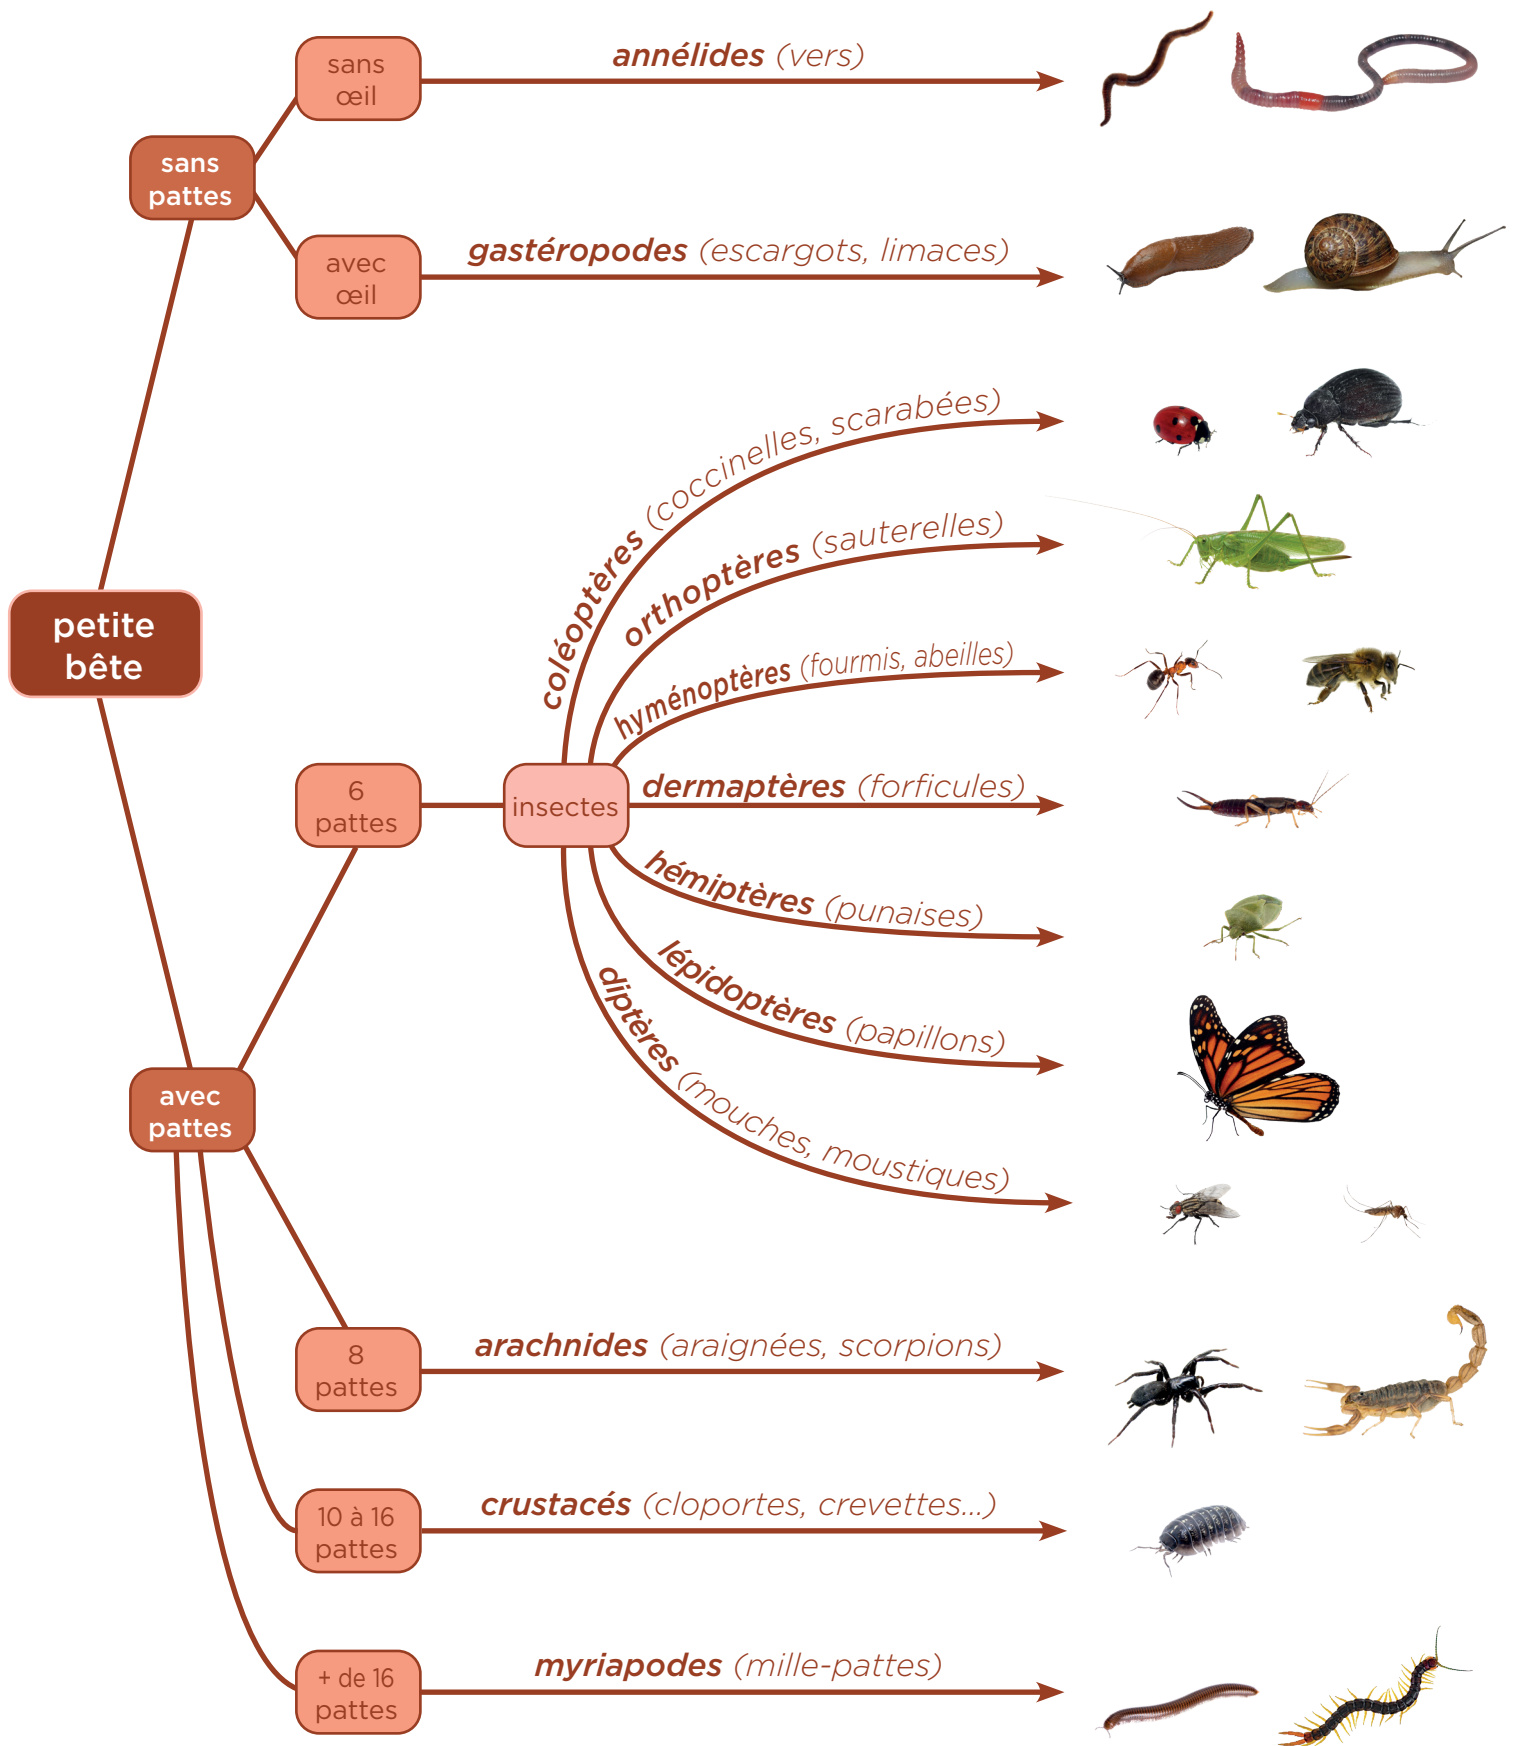 sans
œil
annélides (vers)
sans
pattes
avec
œil
gastéropodes (escargots, limaces)
petite
bête
coléoptères (coccinelles, scarabées)
orthoptères (sauterelles)
hyménoptères (fourmis, abeilles)
6
pattes
insectes
dermaptères (forficules)
hémiptères (punaises)
lépidoptères (papillons)
diptères (mouches, moustiques)
avec
pattes
8
pattes
arachnides (araignées, scorpions)
10 à 16
pattes
crustacés (cloportes, crevettes...)
+ de 16
pattes
myriapodes (mille-pattes)